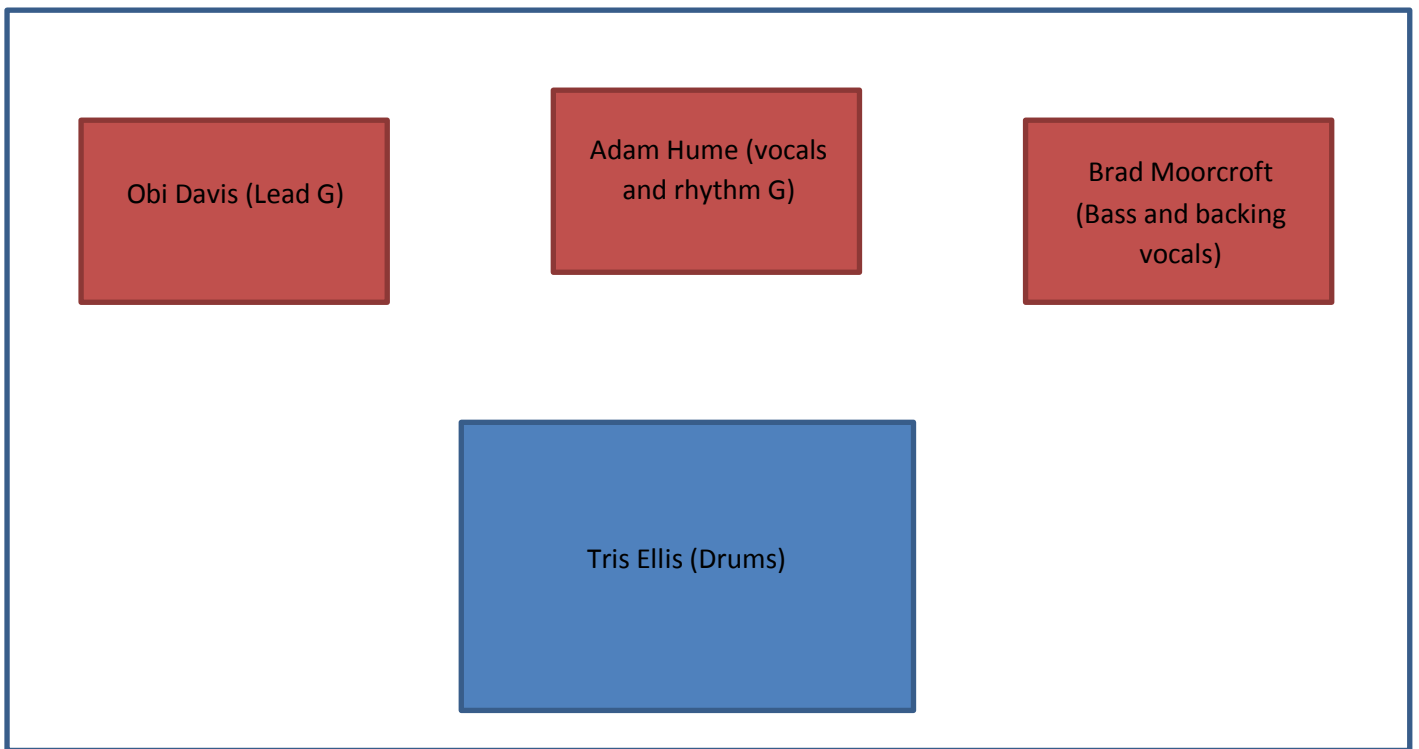 Obi Davis (Lead G)
Adam Hume (vocals
and rhythm G)
Brad Moorcroft
(Bass and backing
vocals)
Tris Ellis (Drums)